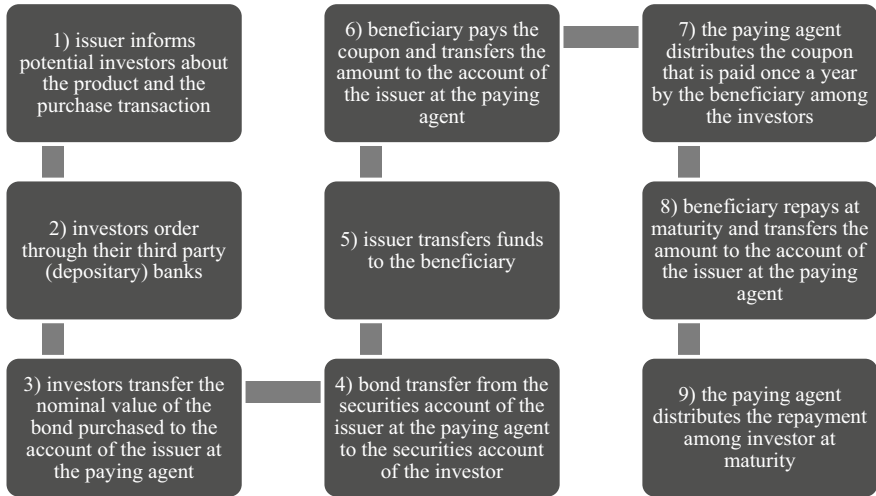 1) issuer informs
potential investors about
the product and the
purchase transaction
2) investors order
through their third party
(depositary) banks
3) investors transfer the
nominal value of the
bond purchased to the
account of the issuer at
the paying agent
4) bond transfer from the
securities account of the
issuer at the paying agent
to the securities account
of the investor
5) issuer transfers funds
to the beneficiary
6) beneficiary pays the
coupon and transfers the
amount to the account of
the issuer at the paying
agent
7) the paying agent
distributes the coupon
that is paid once a year
by the beneficiary among
the investors
8) beneficiary repays at
maturity and transfers the
amount to the account of
the issuer at the paying
agent
9) the paying agent
distributes the repayment
among investor at
maturity